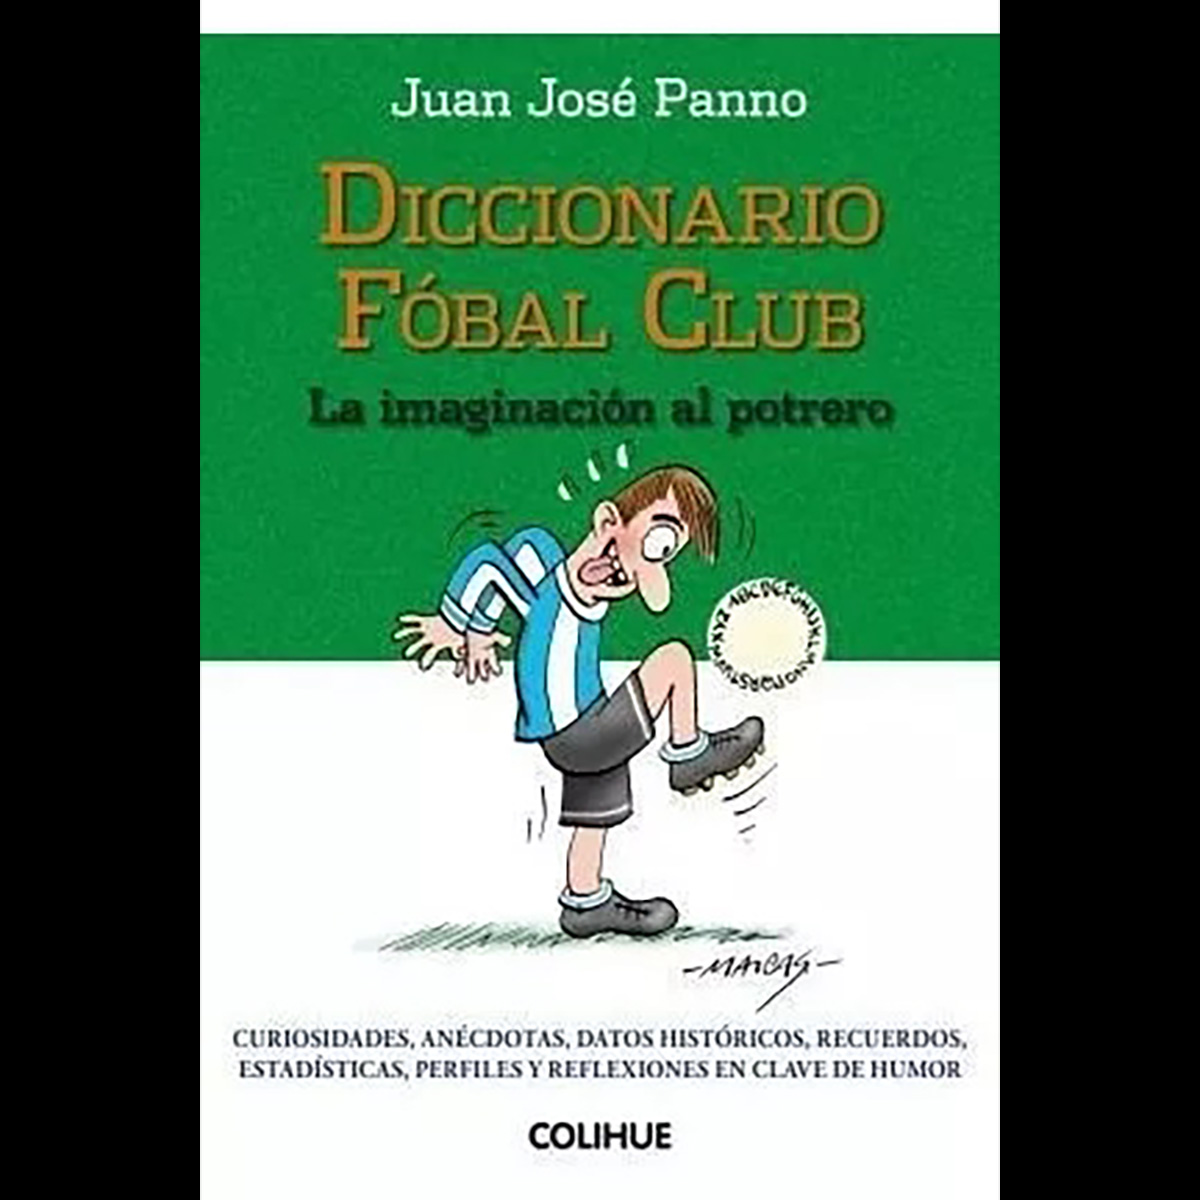 Juan José Panno
DICCIONARIO
FÓBAL CLUB
La imaginación al potrero
-MAICAS-
CURIOSIDADES, ANÉCDOTAS, DATOS HISTÓRICOS, RECUERDOS,
ESTADÍSTICAS, PERFILES Y REFLEXIONES EN CLAVE DE HUMOR
COLIHUE